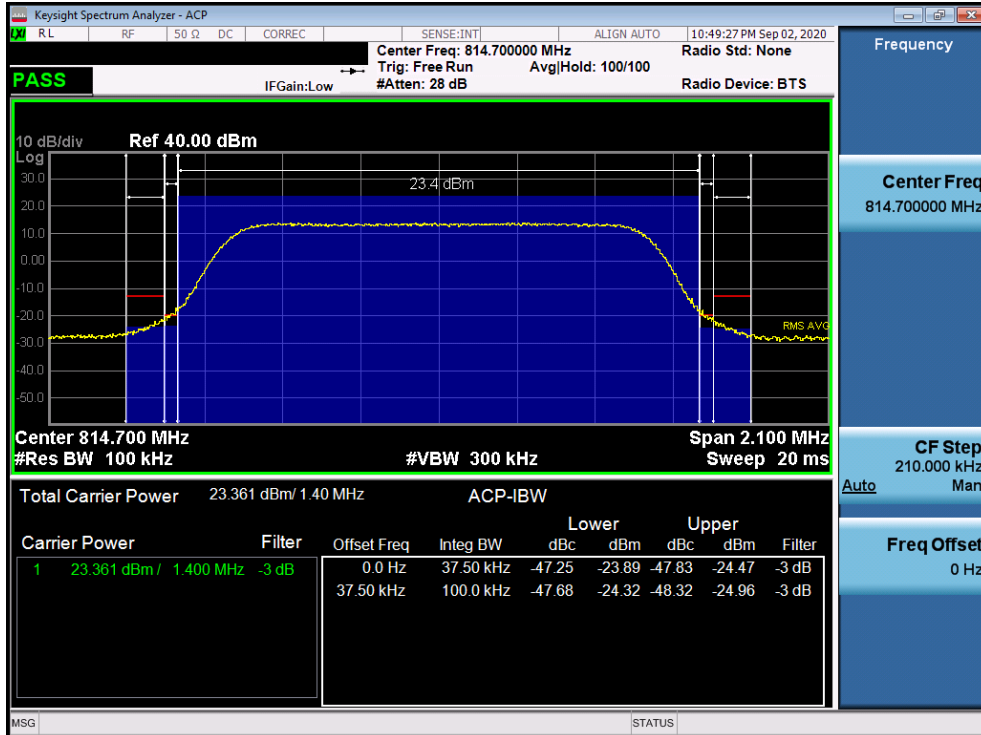 Keysight Spectrum Analyzer - ACP
LXI RL RF 50 Ω DC CORREC SENSE:INT ALIGN AUTO 10:49:27 PM Sep 02, 2020
Center Freq: 814.700000 MHz Radio Std: None
Trig: Free Run Avg|Hold: 100/100
PASS IFGain:Low #Atten: 28 dB Radio Device: BTS
Frequency
10 dB/div Ref 40.00 dBm
Log
30.0
23.4 dBm
20.0
10.0
0.00
-10.0
-20.0
RMS AVG
-30.0
-40.0
-50.0
Center 814.700 MHz Span 2.100 MHz
#Res BW 100 kHz #VBW 300 kHz Sweep 20 ms
Center Freq
814.700000 MHz
CF Step
210.000 kHz
Auto Man
Freq Offset
0 Hz
Total Carrier Power 23.361 dBm/ 1.40 MHz ACP-IBW
Lower Upper
Carrier Power Filter Offset Freq Integ BW dBc dBm dBc dBm Filter
1 23.361 dBm / 1.400 MHz -3 dB 0.0 Hz 37.50 kHz -47.25 -23.89 -47.83 -24.47 -3 dB
37.50 kHz 100.0 kHz -47.68 -24.32 -48.32 -24.96 -3 dB
MSG STATUS